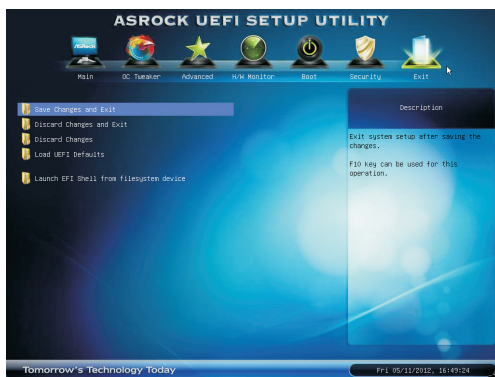 ASROCK UEFI SETUP UTILITY
ASRock
Main OC Tweaker Advanced H/W Monitor Boot Security Exit
Save Changes and Exit
Discard Changes and Exit
Discard Changes
Load UEFI Defaults
Launch EFI Shell from filesystem device
Description
Exit system setup after saving the
changes.
F10 key can be used for this
operation.
Tomorrow's Technology Today
Fri 05/11/2012, 16:49:24